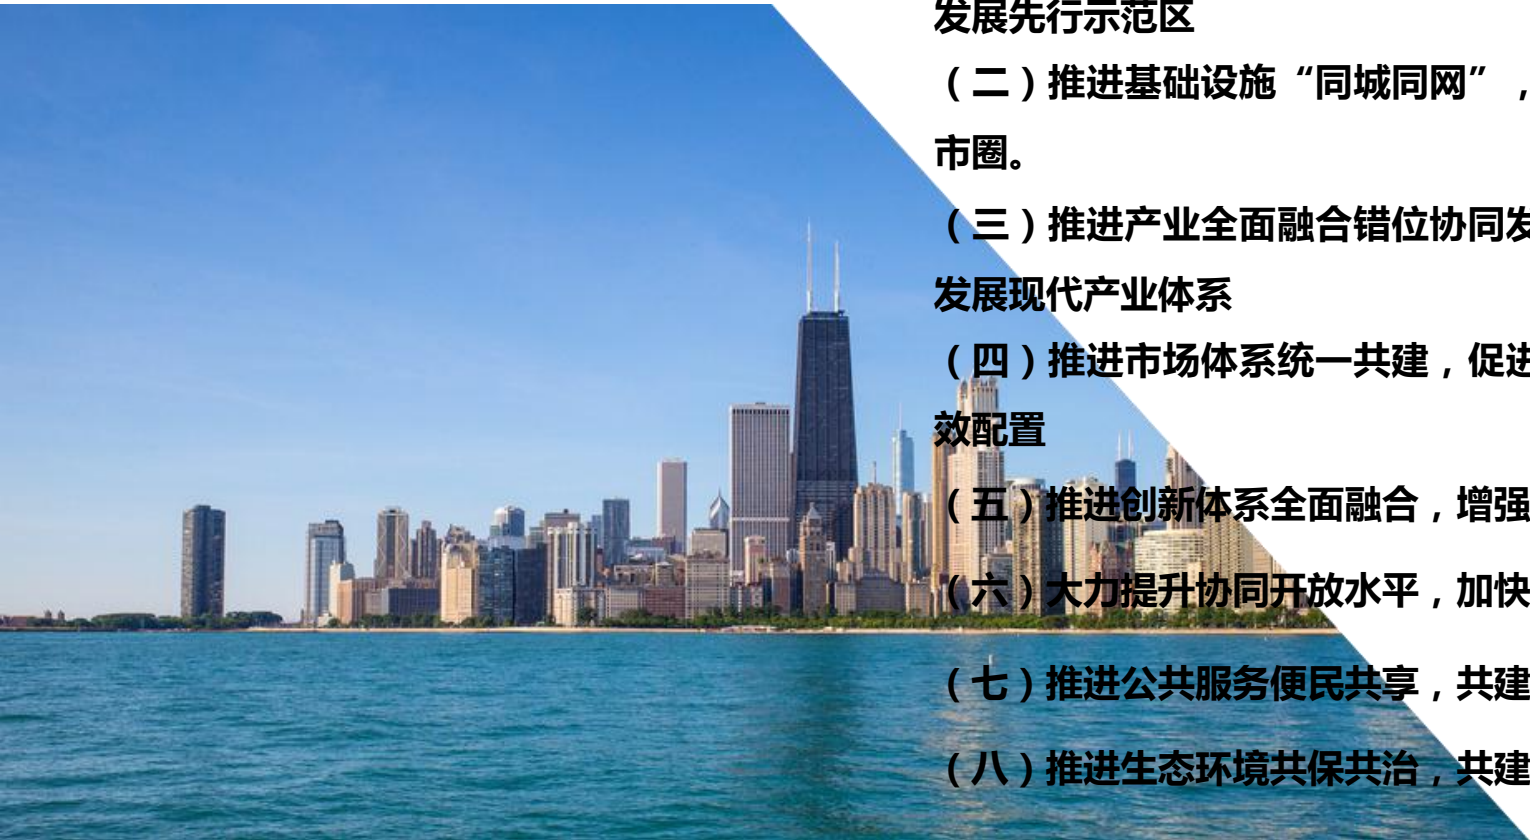 发展先行示范区
（二）推进基础设施“同城同网”，
市圈。
（三）推进产业全面融合错位协同发
发展现代产业体系
（四）推进市场体系统一共建，促进
效配置
（五）推进创新体系全面融合，增强
（六）大力提升协同开放水平，加快
（七）推进公共服务便民共享，共建
（八）推进生态环境共保共治，共建